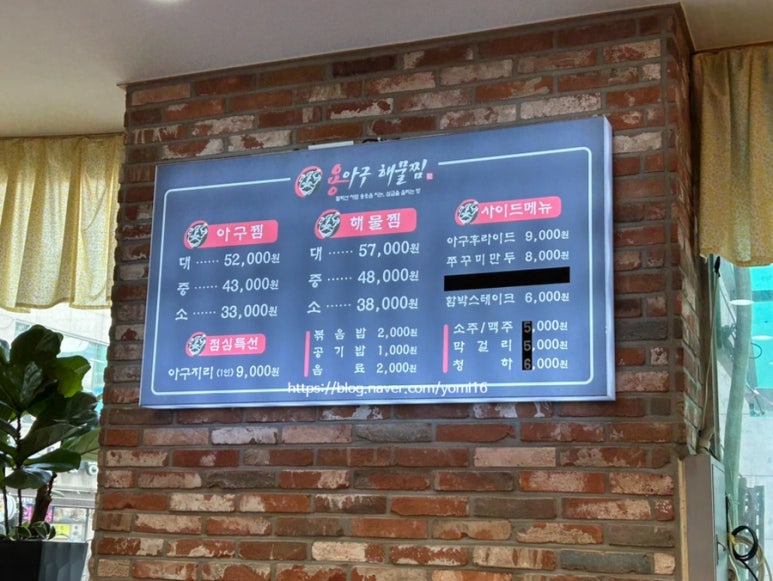 용아구 해물찜
아구찜
대 ······ 52,000원
중 ······ 43,000원
소 ······ 33,000원
점심특선
아구지리 (1인) 9,000원
해물찜
대 ······ 57,000원
중 ······ 48,000원
소 ······ 38,000원
볶음밥 2,000원
공기밥 1,000원
음료 2,000원
사이드메뉴
아구후라이드 9,000원
쭈꾸미만두 8,000원
함박스테이크 6,000원
소주/맥주 5,000원
막걸리 5,000원
청하 6,000원
https://blog.naver.com/yomi16